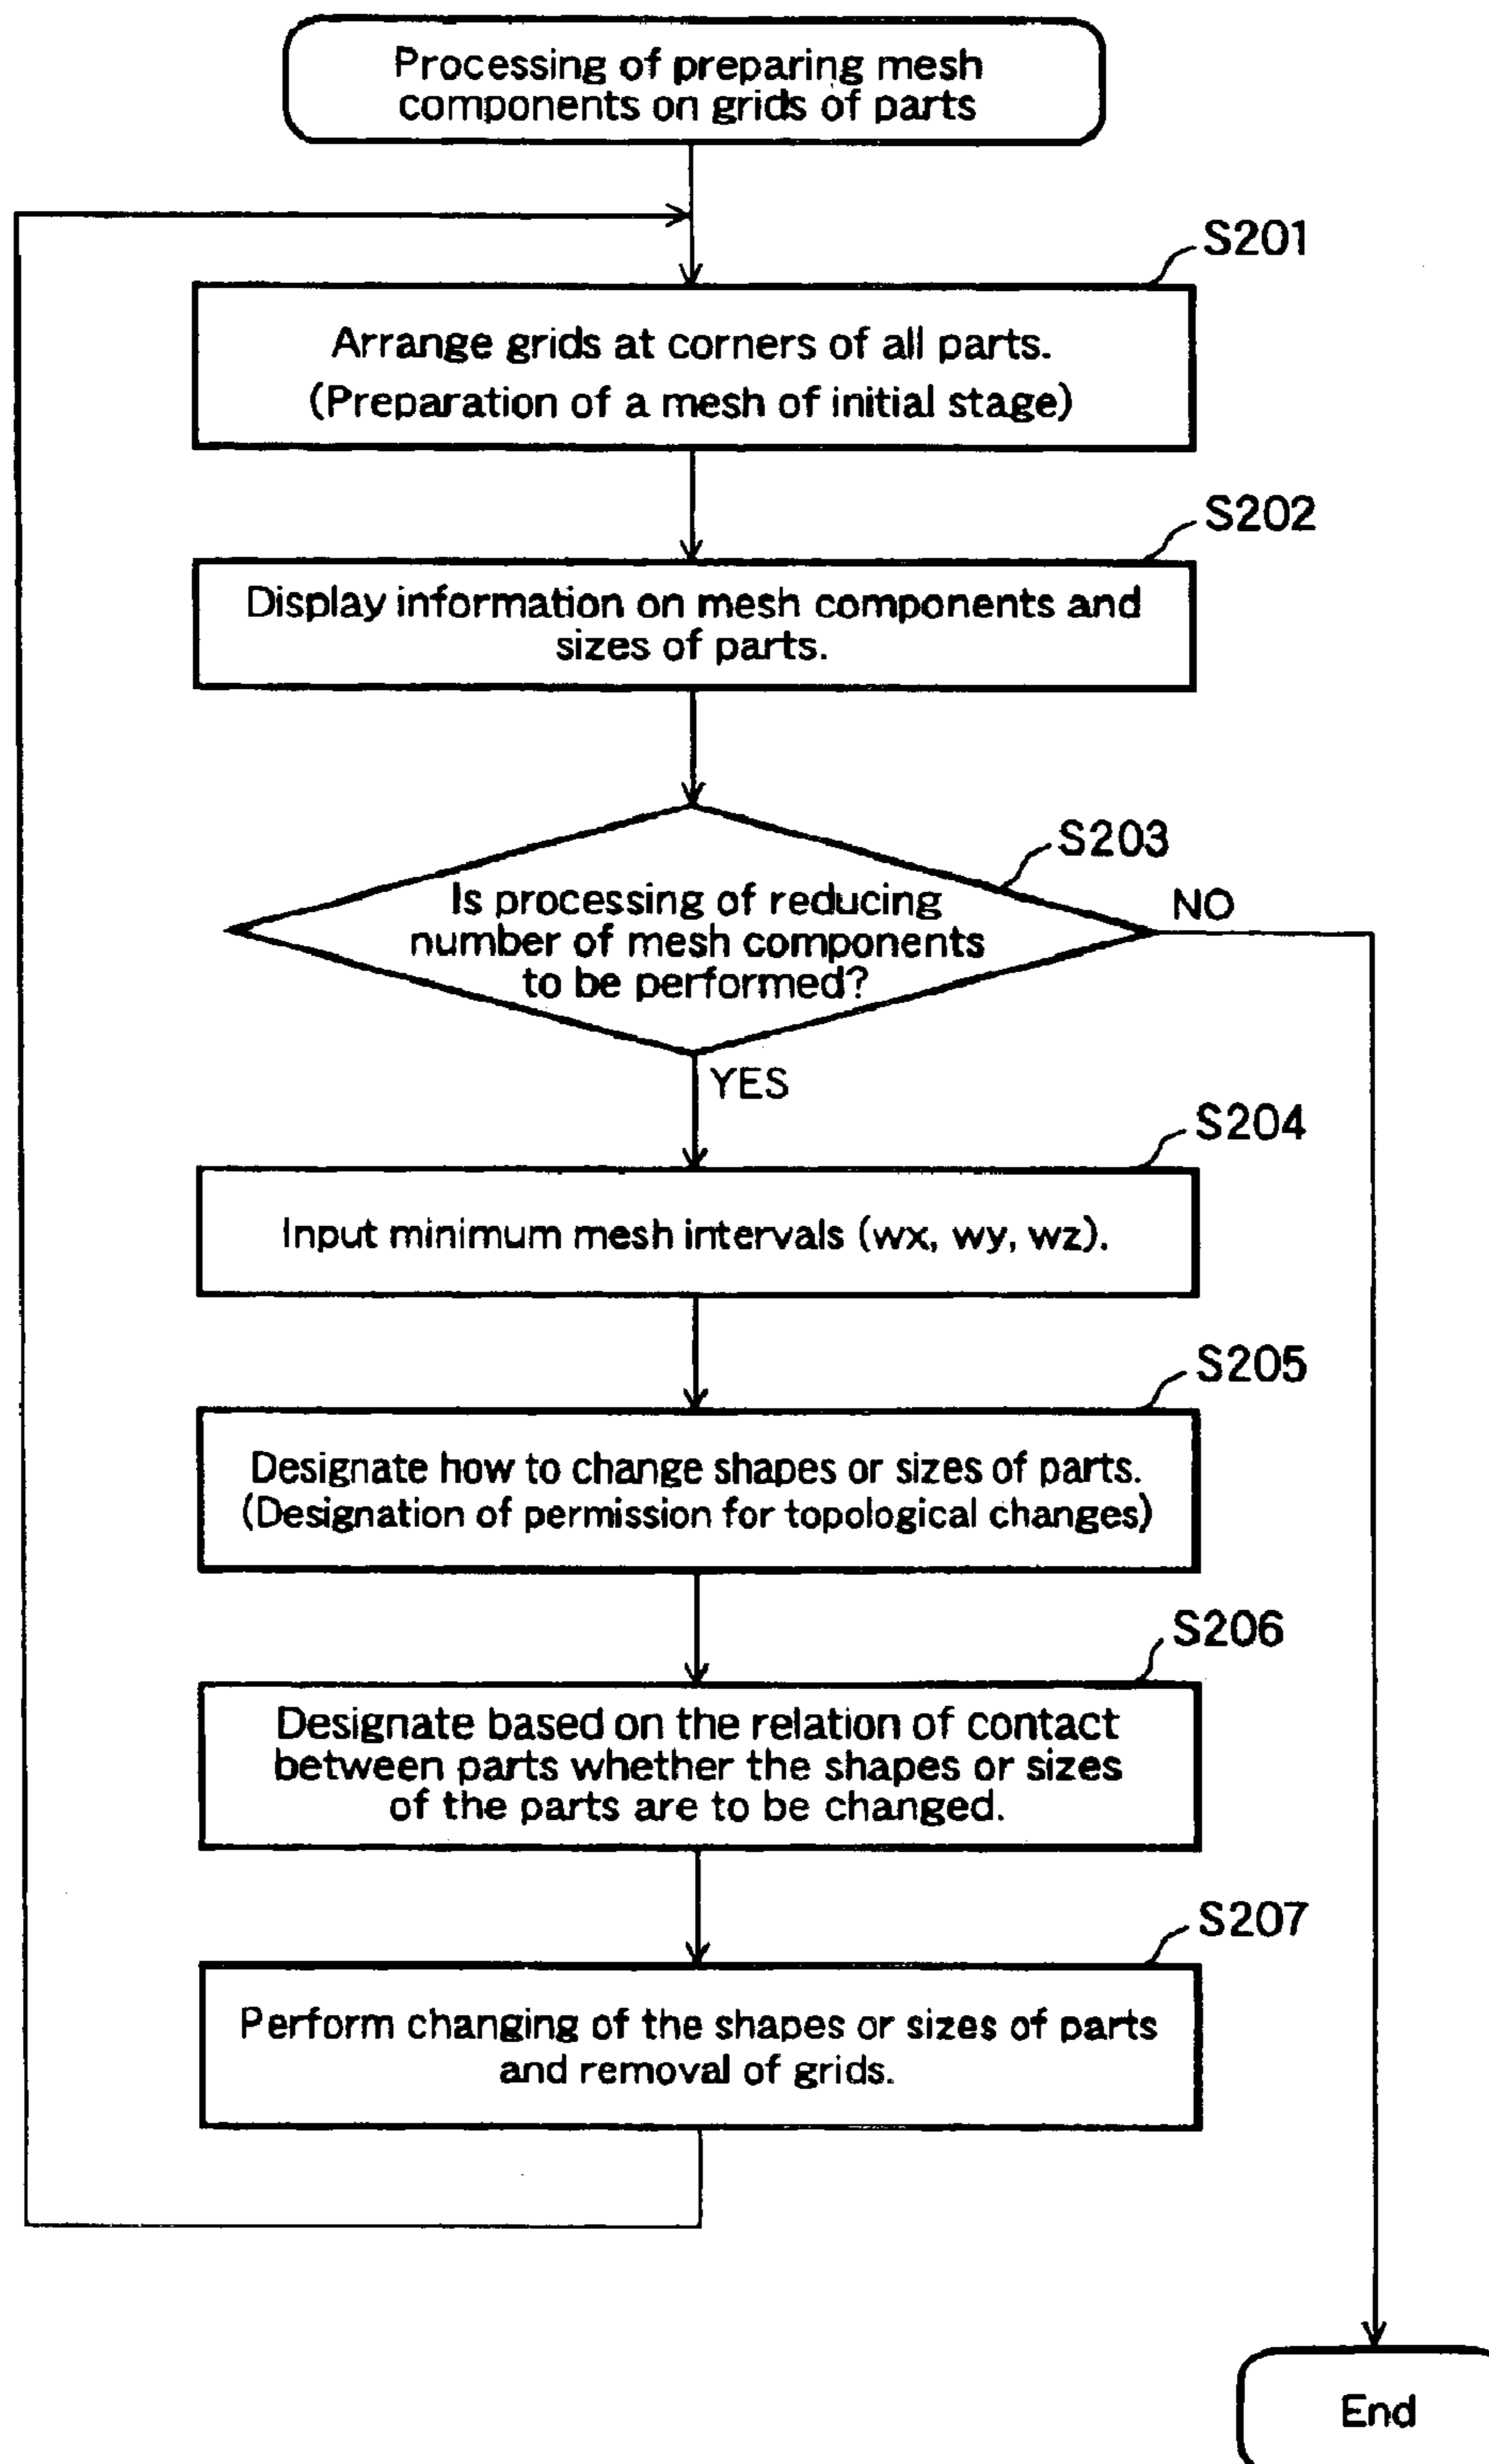 Processing of preparing mesh
components on grids of parts
S201
Arrange grids at corners of all parts.
(Preparation of a mesh of initial stage)
S202
Display information on mesh components and
sizes of parts.
S203
Is processing of reducing
number of mesh components
to be performed?
NO
YES
S204
Input minimum mesh intervals (wx, wy, wz).
S205
Designate how to change shapes or sizes of parts.
(Designation of permission for topological changes)
S206
Designate based on the relation of contact
between parts whether the shapes or sizes
of the parts are to be changed.
S207
Perform changing of the shapes or sizes of parts
and removal of grids.
End